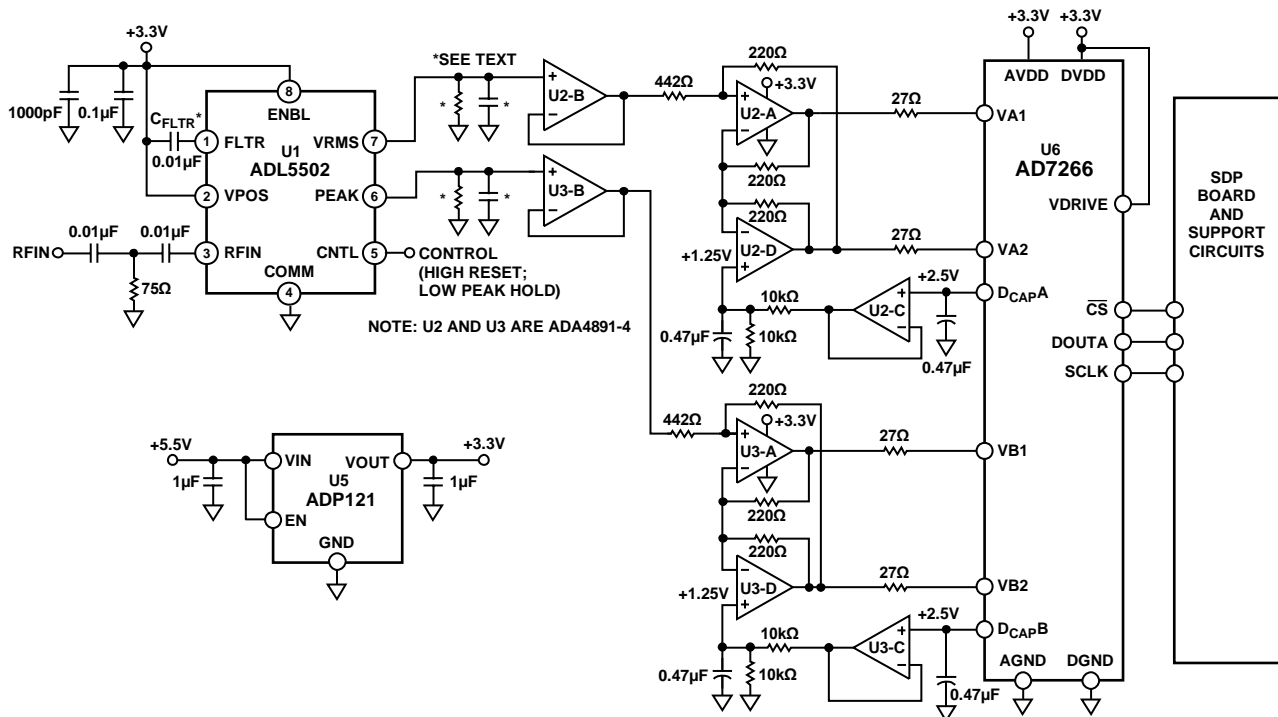 +3.3V
1000pF
0.1µF
CFLTR*
0.01µF
8
ENBL
1
FLTR
U1
ADL5502
VRMS
7
2
VPOS
PEAK
6
RFIN
0.01µF
0.01µF
3
RFIN
CNTL
5
COMM
4
75Ω
CONTROL
(HIGH RESET;
LOW PEAK HOLD)
NOTE: U2 AND U3 ARE ADA4891-4
*SEE TEXT
*
*
+
U2-B
–
*
*
+
U3-B
–
442Ω
220Ω
+3.3V
+
U2-A
–
220Ω
27Ω
220Ω
–
U2-D
+
+1.25V
27Ω
10kΩ
10kΩ
0.47µF
+
U2-C
–
+2.5V
0.47µF
442Ω
220Ω
+3.3V
+
U3-A
–
220Ω
27Ω
220Ω
–
U3-D
+
+1.25V
27Ω
10kΩ
10kΩ
0.47µF
+
U3-C
–
+2.5V
0.47µF
+3.3V
+3.3V
AVDD
DVDD
VA1
U6
AD7266
VDRIVE
VA2
DCAPA
CS
DOUTA
SCLK
VB1
VB2
DCAPB
AGND
DGND
SDP
BOARD
AND
SUPPORT
CIRCUITS
+5.5V
1µF
VIN
VOUT
U5
ADP121
EN
GND
+3.3V
1µF